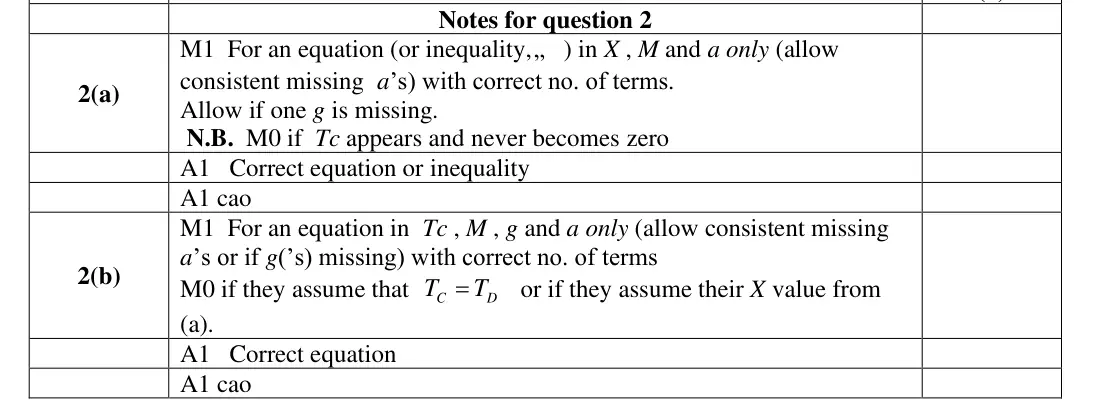 Notes for question 2
M1 For an equation (or inequality,,, ) in X , M and a only (allow
consistent missing a's) with correct no. of terms.
2(a)
Allow if one g is missing.
N.B. M0 if Tc appears and never becomes zero
A1 Correct equation or inequality
A1 cao
M1 For an equation in Tc , M , g and a only (allow consistent missing
a's or if g('s) missing) with correct no. of terms
2(b)
M0 if they assume that T_C = T_D or if they assume their X value from
(a).
A1 Correct equation
A1 cao